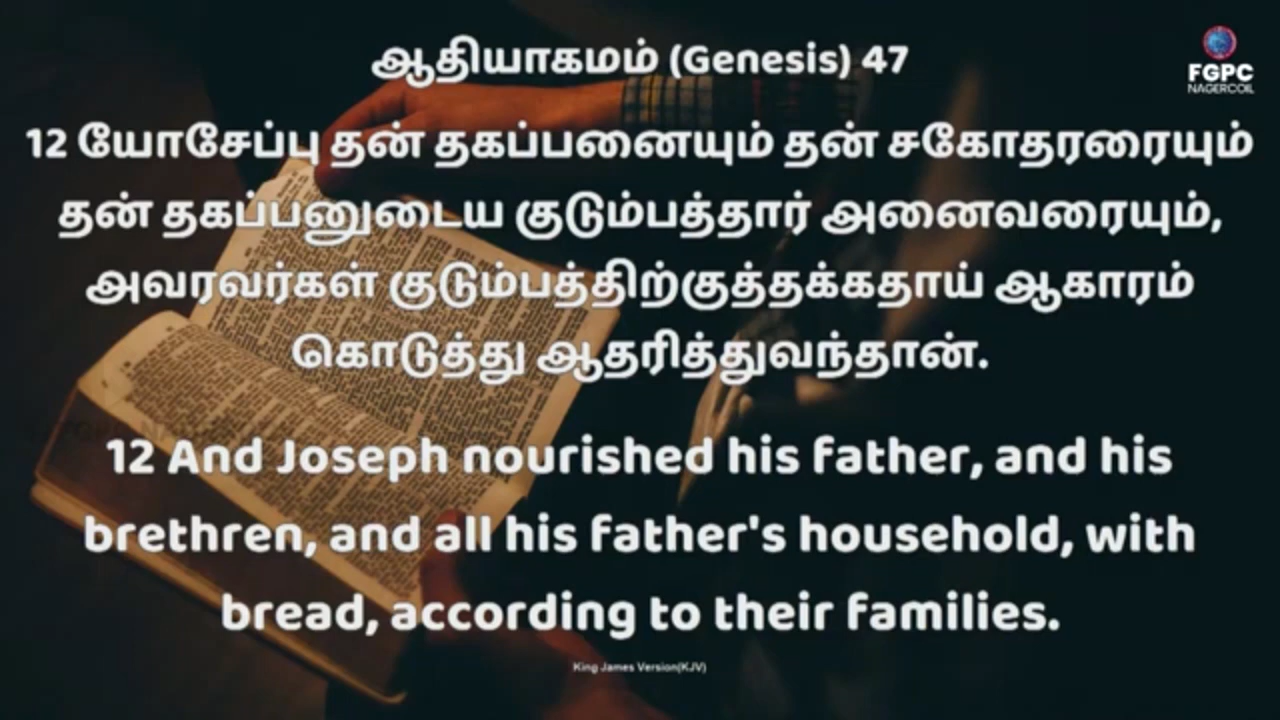 ஆதியாகமம் (Genesis) 47
FGPC
NAGERCOIL
12 யோசேப்பு தன் தகப்பனையும் தன் சகோதரரையும்
தன் தகப்பனுடைய குடும்பத்தார் அனைவரையும்,
அவரவர்கள் குடும்பத்திற்குத்தக்கதாய் ஆகாரம்
கொடுத்து ஆதரித்துவந்தான்.
12 And Joseph nourished his father, and his
brethren, and all his father's household, with
bread, according to their families.
King James Version(KJV)